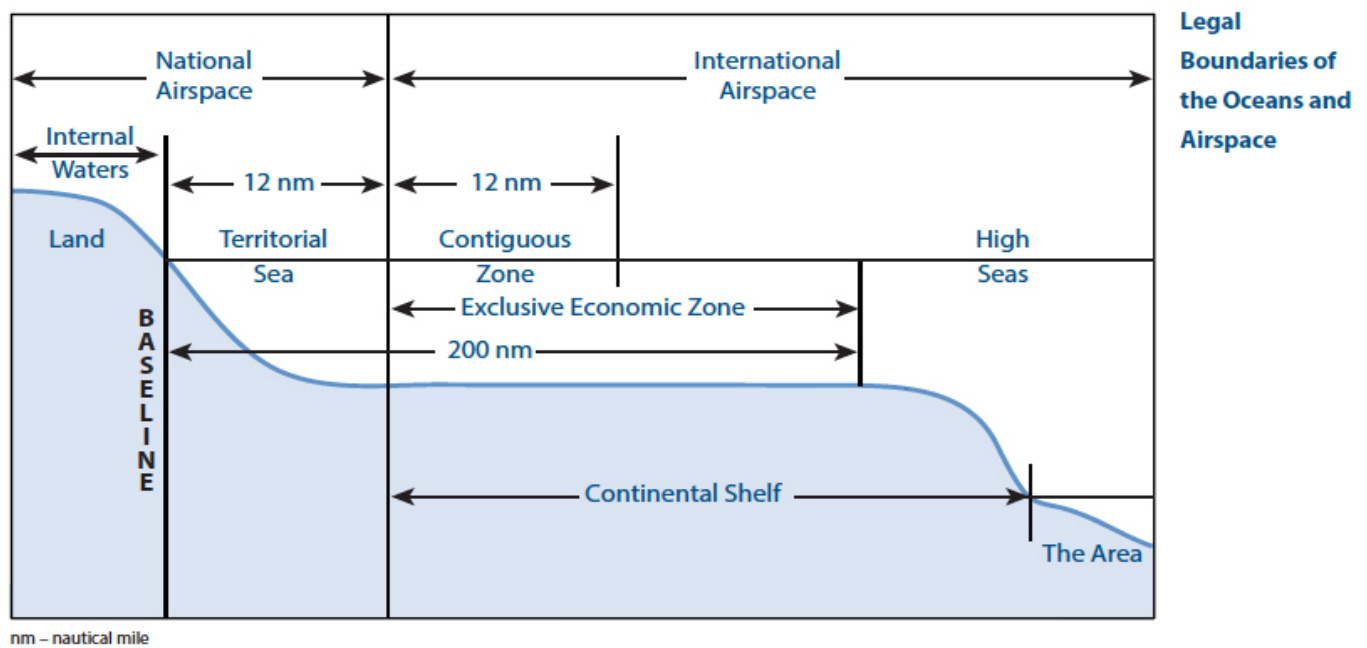 Legal
Boundaries of
the Oceans and
Airspace
National
Airspace
International
Airspace
Internal
Waters
12 nm
12 nm
Land
Territorial
Sea
Contiguous
Zone
High
Seas
Exclusive Economic Zone
200 nm
BASELINE
Continental Shelf
The Area
nm – nautical mile